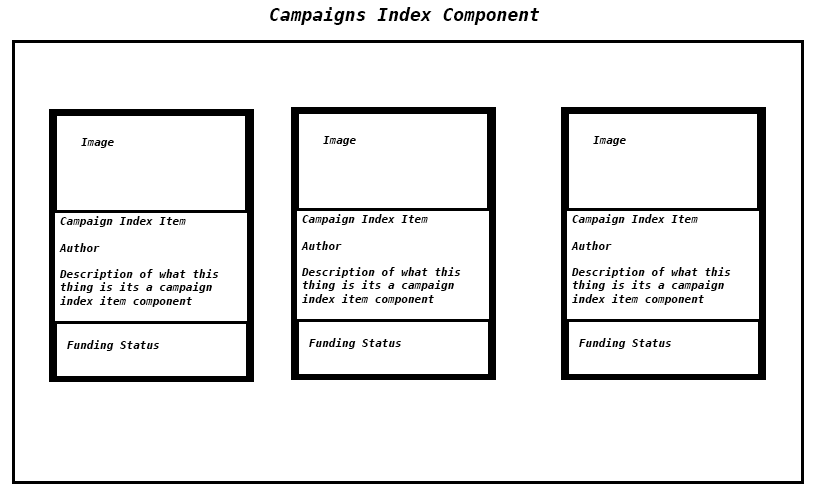 Campaigns Index Component
Image
Campaign Index Item
Author
Description of what this
thing is its a campaign
index item component
Funding Status
Image
Campaign Index Item
Author
Description of what this
thing is its a campaign
index item component
Funding Status
Image
Campaign Index Item
Author
Description of what this
thing is its a campaign
index item component
Funding Status